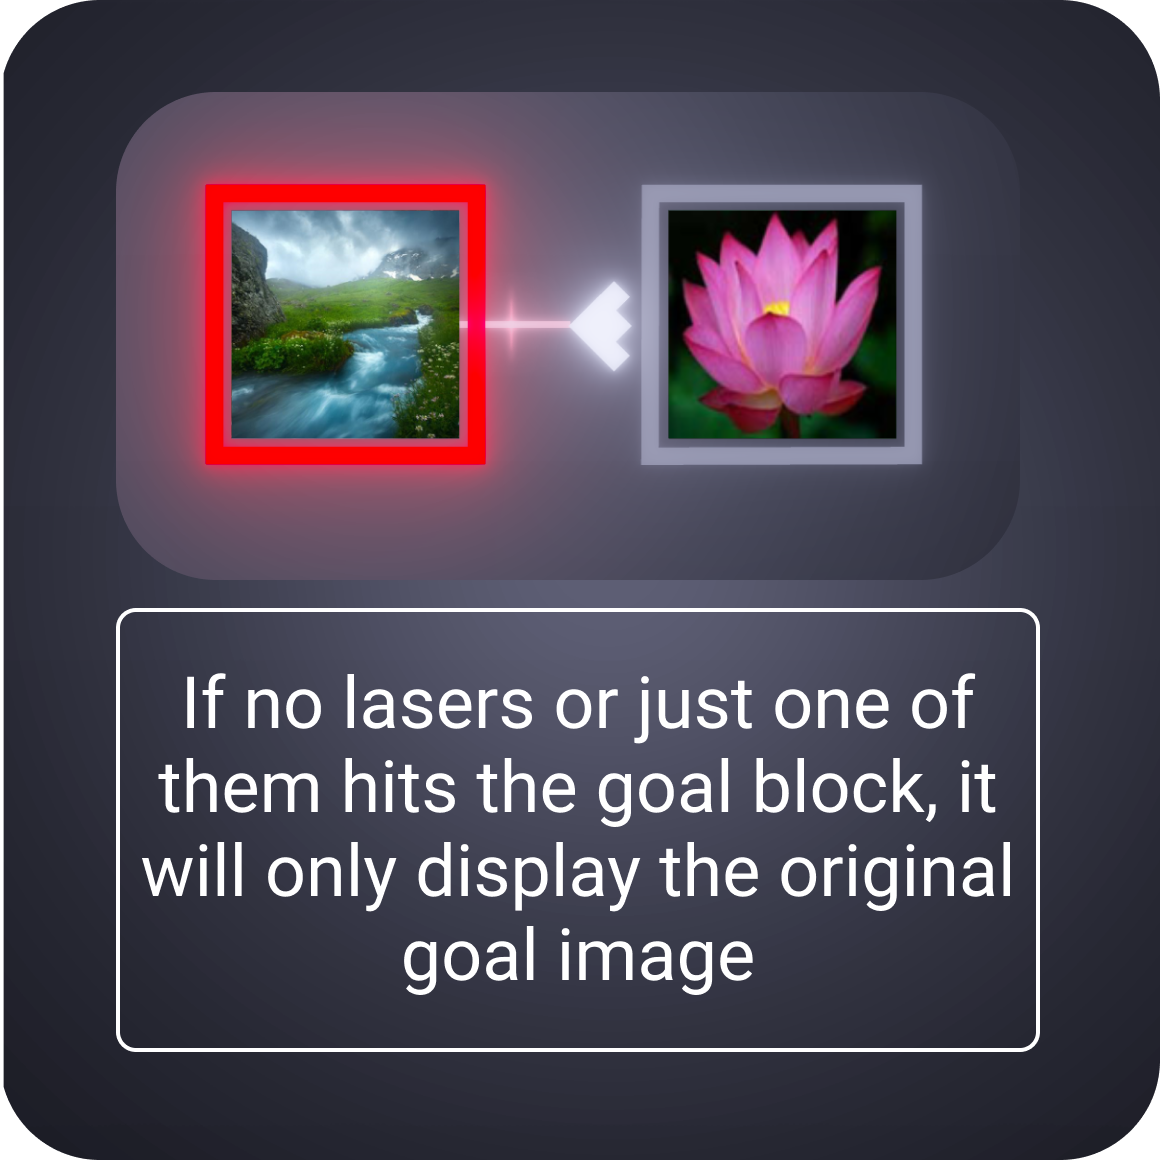 If no lasers or just one of
them hits the goal block, it
will only display the original
goal image